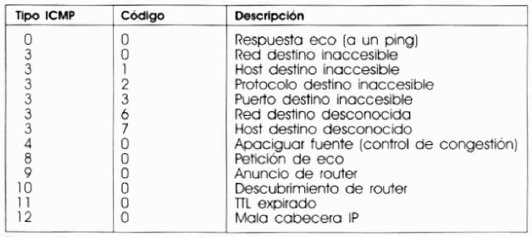 Tipo ICMP Código Descripción
0 0 Respuesta eco (a un ping)
3 0 Red destino inaccesible
3 1 Host destino inaccesible
3 2 Protocolo destino inaccesible
3 3 Puerto destino inaccesible
3 6 Red destino desconocida
3 7 Host destino desconocido
4 0 Apaciguar fuente (control de congestión)
8 0 Petición de eco
9 0 Anuncio de router
10 0 Descubrimiento de router
11 0 TTL expirado
12 0 Mala cabecera IP